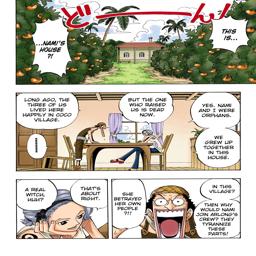 どーん!
THIS
IS...
...NAMI'S
HOUSE
?!
LONG AGO, THE
THREE OF US
LIVED HERE
HAPPILY IN COCO
VILLAGE.
BUT THE ONE
WHO RAISED
US IS DEAD
NOW.
YES. NAMI
AND I WERE
ORPHANS.
WE
GREW UP
TOGETHER
IN THIS
HOUSE.
A REAL
WITCH,
HUH?
THAT'S
ABOUT
RIGHT.
SHE
BETRAYED
HER OWN
PEOPLE
?!!
IN THIS
VILLAGE?
THEN WHY
WOULD NAMI
JOIN ARLONG'S
CREW? THEY
TYRANNIZE
THESE
PARTS!